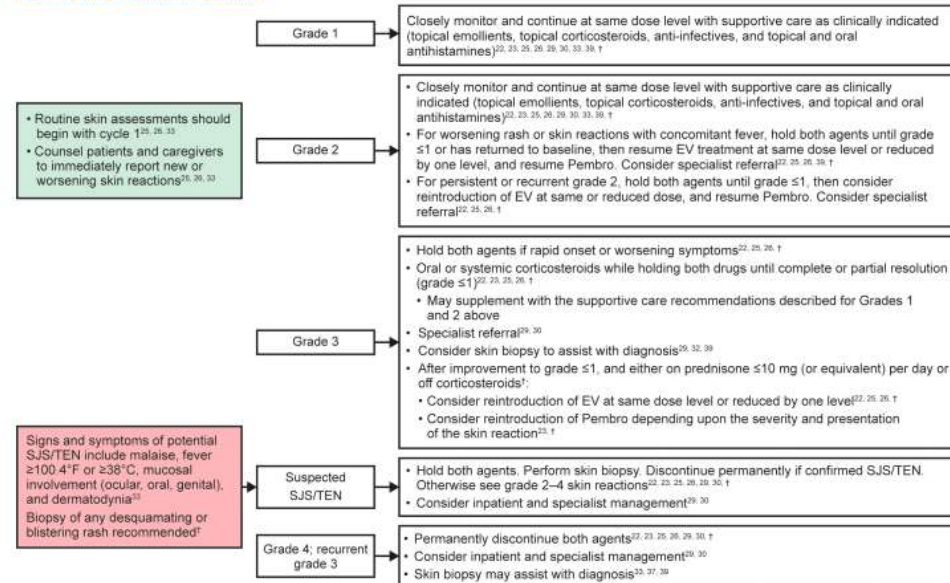 Grade 1
Closely monitor and continue at same dose level with supportive care as clinically indicated
(topical emollients, topical corticosteroids, anti-infectives, and topical and oral
antihistamines)22, 23, 25, 26, 29, 30, 33, 39, †
• Routine skin assessments should
begin with cycle 125, 26, 33
• Counsel patients and caregivers
to immediately report new or
worsening skin reactions25, 26, 33
Grade 2
• Closely monitor and continue at same dose level with supportive care as clinically
indicated (topical emollients, topical corticosteroids, anti-infectives, and topical and oral
antihistamines)22, 23, 25, 26, 29, 30, 33, 39, †
• For worsening rash or skin reactions with concomitant fever, hold both agents until grade
≤1 or has returned to baseline, then resume EV treatment at same dose level or reduced
by one level, and resume Pembro. Consider specialist referral22, 25, 26, 39, †
• For persistent or recurrent grade 2, hold both agents until grade ≤1, then consider
reintroduction of EV at same or reduced dose, and resume Pembro. Consider specialist
referral22, 25, 26, †
Grade 3
• Hold both agents if rapid onset or worsening symptoms22, 25, 26, †
• Oral or systemic corticosteroids while holding both drugs until complete or partial resolution
(grade ≤1)22, 23, 25, 26, †
• May supplement with the supportive care recommendations described for Grades 1
and 2 above
• Specialist referral29, 30
• Consider skin biopsy to assist with diagnosis29, 32, 39
• After improvement to grade ≤1, and either on prednisone ≤10 mg (or equivalent) per day or
off corticosteroids†:
• Consider reintroduction of EV at same dose level or reduced by one level22, 25, 26, †
• Consider reintroduction of Pembro depending upon the severity and presentation
of the skin reaction23, †
Signs and symptoms of potential
SJS/TEN include malaise, fever
≥100.4°F or ≥38°C, mucosal
involvement (ocular, oral, genital),
and dermatodynia33
Biopsy of any desquamating or
blistering rash recommended†
Suspected
SJS/TEN
• Hold both agents. Perform skin biopsy. Discontinue permanently if confirmed SJS/TEN.
Otherwise see grade 2–4 skin reactions22, 23, 25, 26, 29, 30, †
• Consider inpatient and specialist management29, 30
Grade 4; recurrent
grade 3
• Permanently discontinue both agents22, 23, 25, 26, 29, 30, †
• Consider inpatient and specialist management29, 30
• Skin biopsy may assist with diagnosis33, 37, 39